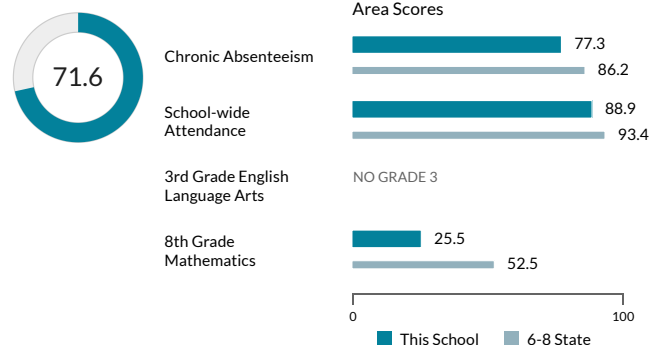 Area Scores
71.6
Chronic Absenteeism
77.3
86.2
School-wide
Attendance
88.9
93.4
3rd Grade English
Language Arts
NO GRADE 3
8th Grade
Mathematics
25.5
52.5
0
100
This School
6-8 State